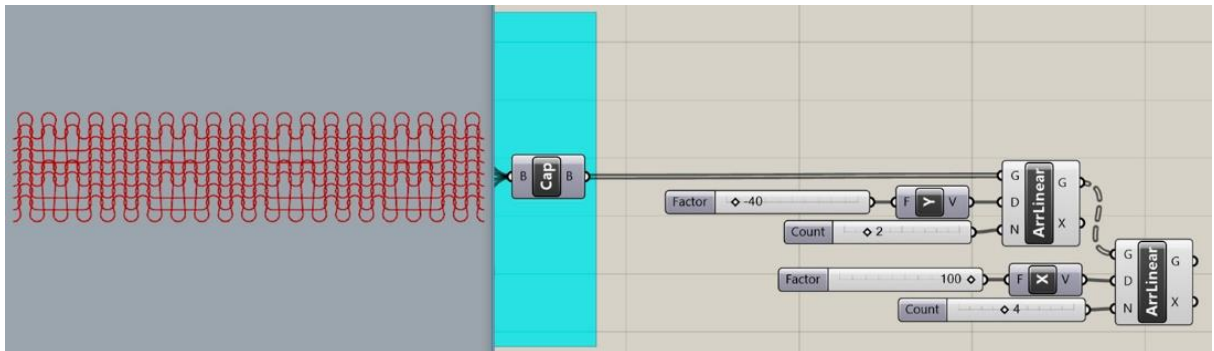 B Cap B
Factor -40
F Y V
Count 2
G D N ArrLinear G X
Factor 100
F X V
Count 4
G D N ArrLinear G X